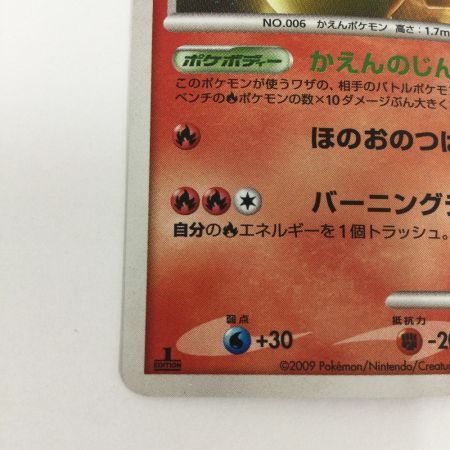 NO.006 かえんポケモン 高さ：1.7m
ポケボディー かえんのじん
このポケモンが使うワザの、相手のバトルポケモ
ベンチの ポケモンの数×10ダメージぶん大きく
ほのおのつ
バーニング
自分の エネルギーを1個トラッシュ。
弱点 抵抗力
+30 -20
1 EDITION
©2009 Pokémon/Nintendo/Creatur